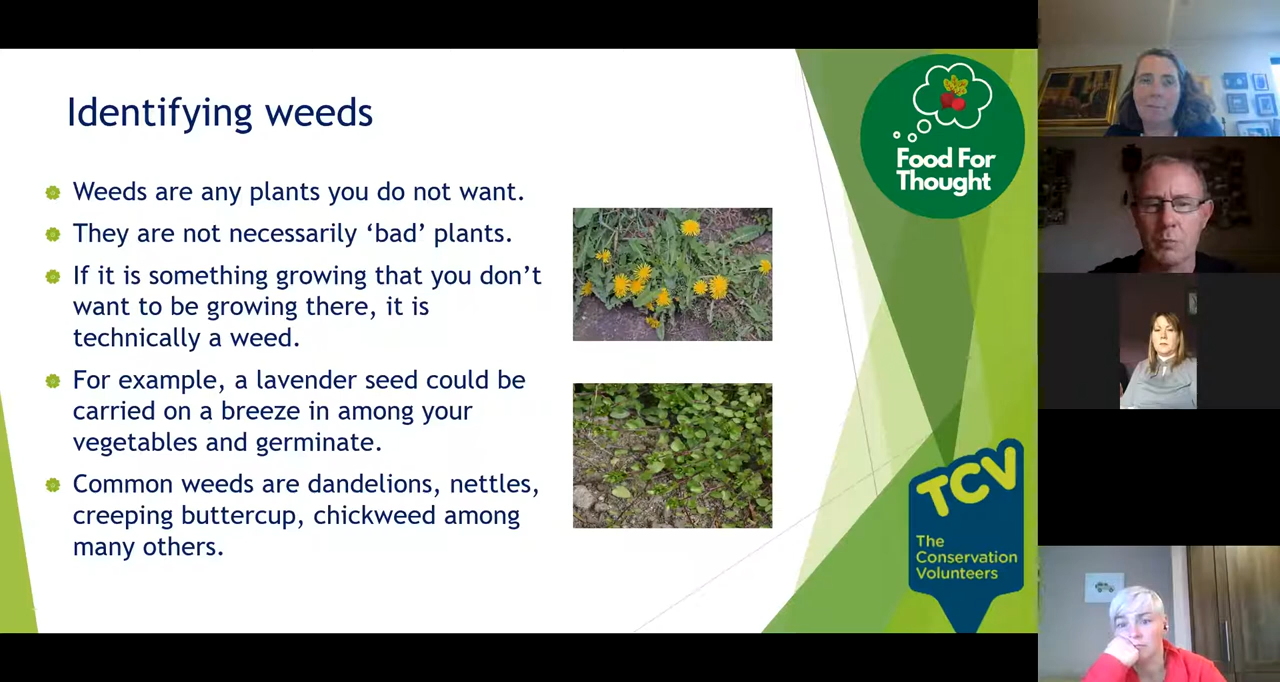 Identifying weeds
Weeds are any plants you do not want.
They are not necessarily ‘bad’ plants.
If it is something growing that you don’t
want to be growing there, it is
technically a weed.
For example, a lavender seed could be
carried on a breeze in among your
vegetables and germinate.
Common weeds are dandelions, nettles,
creeping buttercup, chickweed among
many others.
Food For
Thought
TCV
The
Conservation
Volunteers